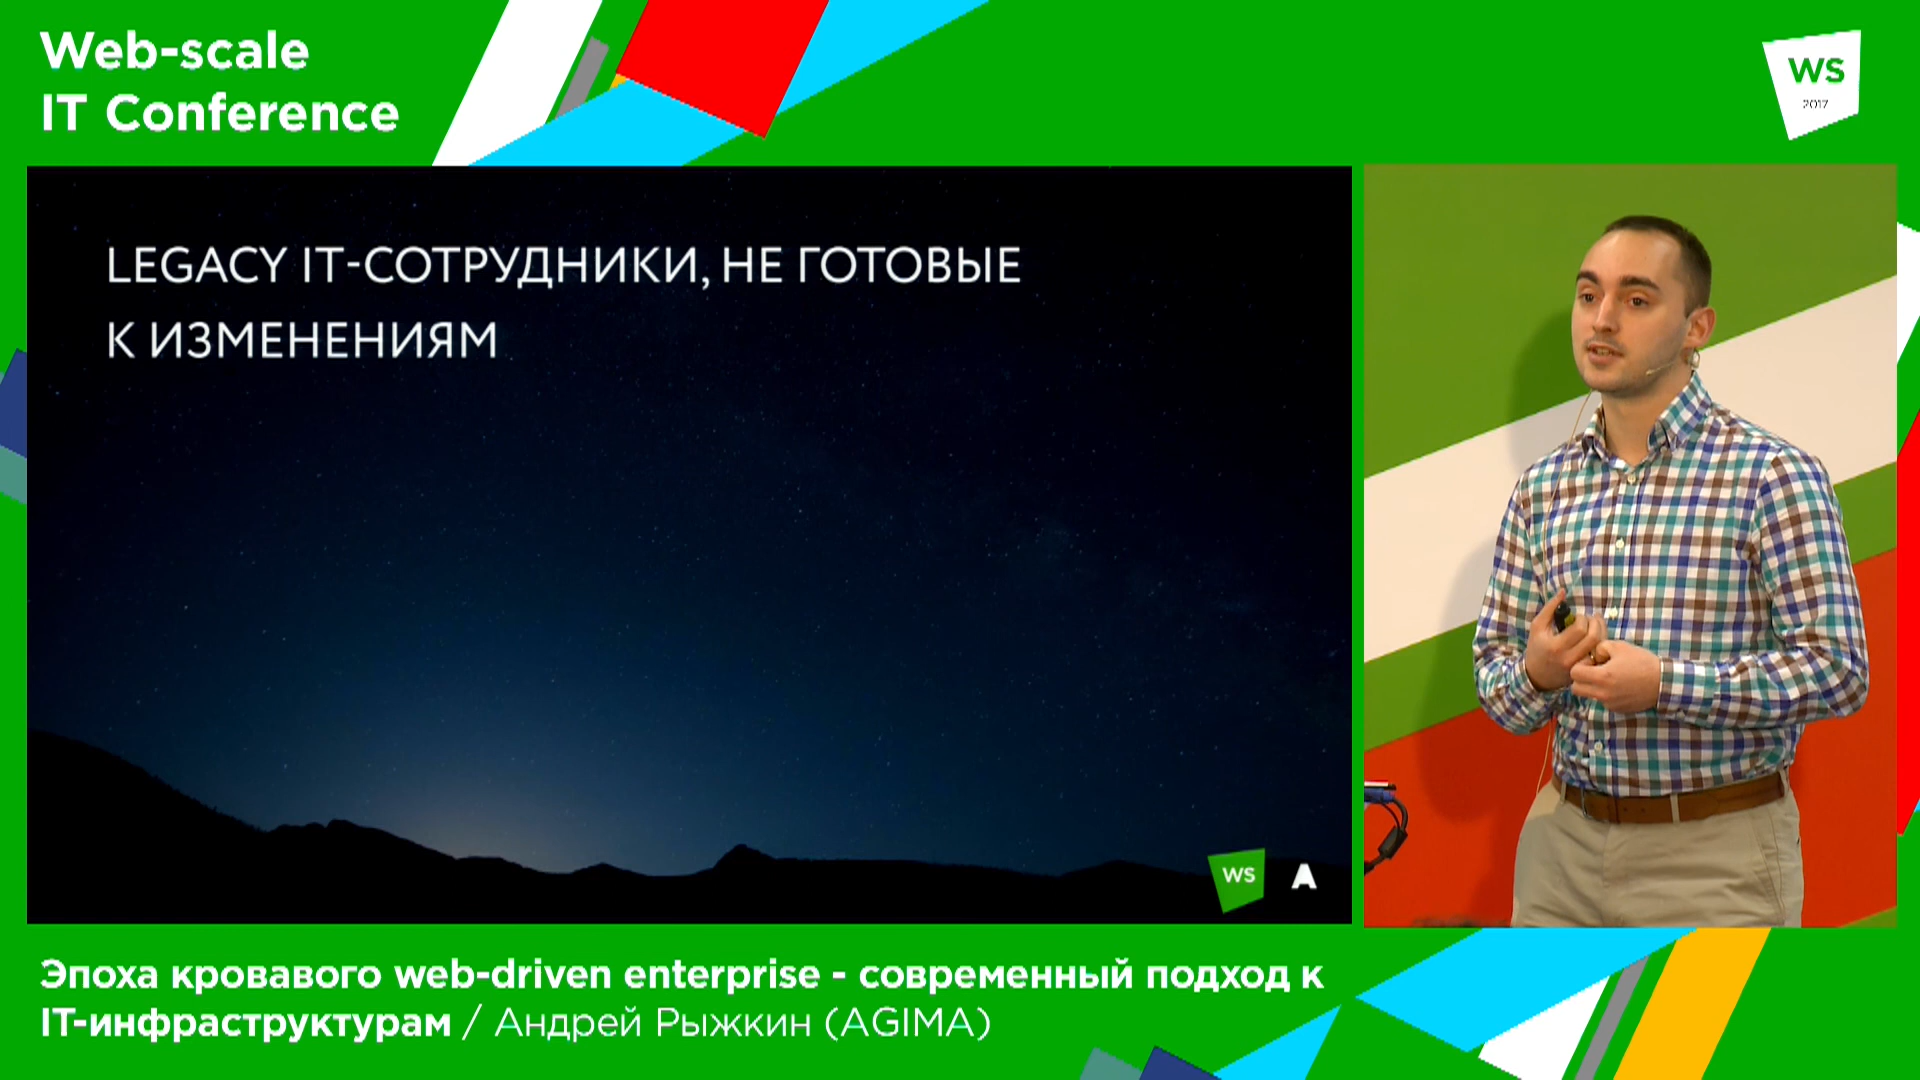 Web-scale
IT Conference
WS
2017
LEGACY IT-СОТРУДНИКИ, НЕ ГОТОВЫЕ
К ИЗМЕНЕНИЯМ
WS
A
Эпоха кровавого web-driven enterprise - современный подход к
IT-инфраструктурам / Андрей Рыжкин (AGIMA)